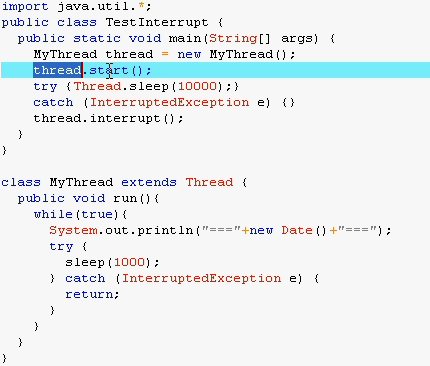 import java.util.*;
public class TestInterrupt {
  public static void main(String[] args) {
    MyThread thread = new MyThread();
    thread.start();
    try {Thread.sleep(10000);}
    catch (InterruptedException e) {}
    thread.interrupt();
  }
}

class MyThread extends Thread {
  public void run(){
    while(true){
      System.out.println("==="+new Date()+"===");
      try {
        sleep(1000);
      } catch (InterruptedException e) {
        return;
      }
    }
  }
}